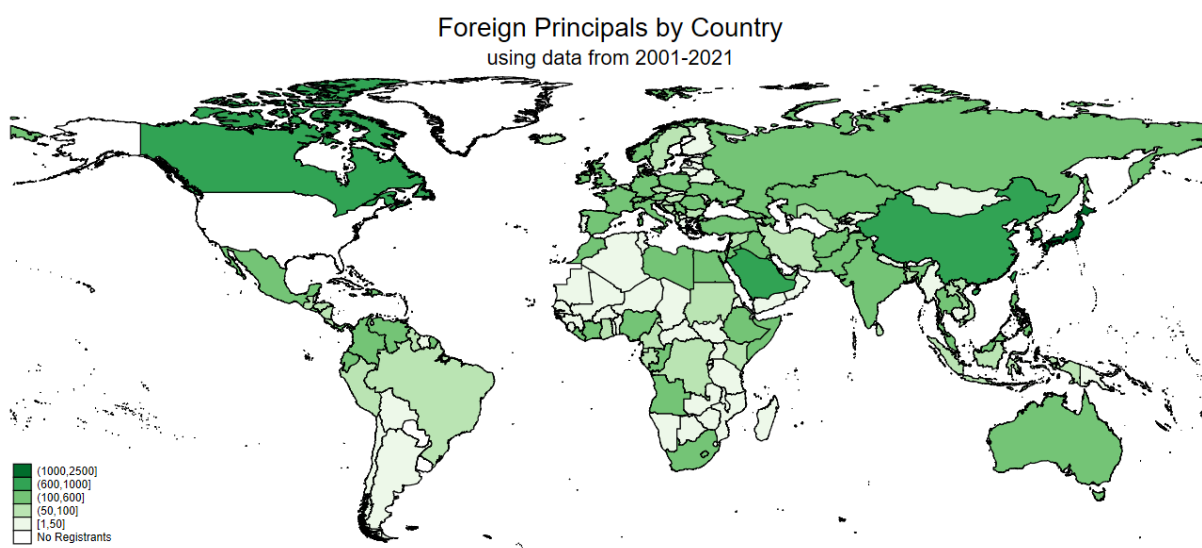 Foreign Principals by Country
using data from 2001-2021
(1000,2500]
(600,1000]
(100,600]
(50,100]
[1,50]
No Registrants